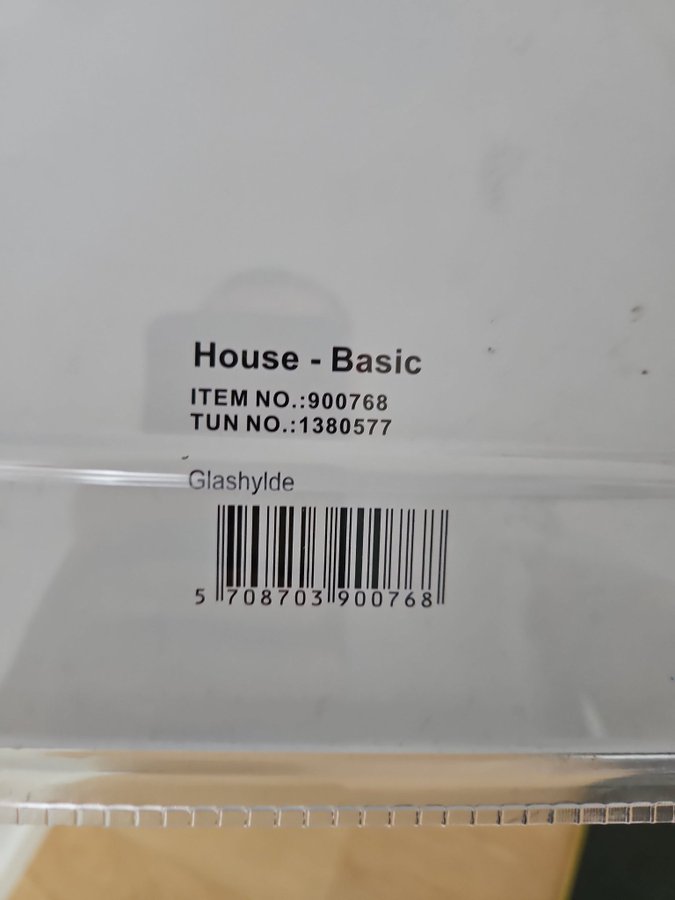 House - Basic
ITEM NO.:900768
TUN NO.:1380577
Glashylde
5 708703 900768